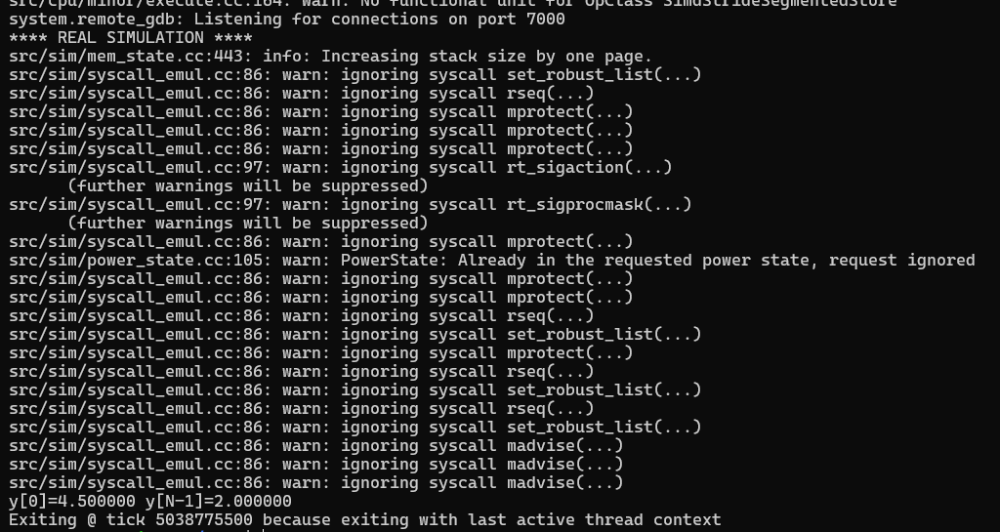 src/cpu/minor/execute.cc:164: warn: No functional unit for OpClass SimdStrideSegmentedStore
system.remote_gdb: Listening for connections on port 7000
**** REAL SIMULATION ****
src/sim/mem_state.cc:443: info: Increasing stack size by one page.
src/sim/syscall_emul.cc:86: warn: ignoring syscall set_robust_list(...)
src/sim/syscall_emul.cc:86: warn: ignoring syscall rseq(...)
src/sim/syscall_emul.cc:86: warn: ignoring syscall mprotect(...)
src/sim/syscall_emul.cc:86: warn: ignoring syscall mprotect(...)
src/sim/syscall_emul.cc:86: warn: ignoring syscall mprotect(...)
src/sim/syscall_emul.cc:97: warn: ignoring syscall rt_sigaction(...)
      (further warnings will be suppressed)
src/sim/syscall_emul.cc:97: warn: ignoring syscall rt_sigprocmask(...)
      (further warnings will be suppressed)
src/sim/syscall_emul.cc:86: warn: ignoring syscall mprotect(...)
src/sim/power_state.cc:105: warn: PowerState: Already in the requested power state, request ignored
src/sim/syscall_emul.cc:86: warn: ignoring syscall mprotect(...)
src/sim/syscall_emul.cc:86: warn: ignoring syscall mprotect(...)
src/sim/syscall_emul.cc:86: warn: ignoring syscall rseq(...)
src/sim/syscall_emul.cc:86: warn: ignoring syscall set_robust_list(...)
src/sim/syscall_emul.cc:86: warn: ignoring syscall mprotect(...)
src/sim/syscall_emul.cc:86: warn: ignoring syscall rseq(...)
src/sim/syscall_emul.cc:86: warn: ignoring syscall set_robust_list(...)
src/sim/syscall_emul.cc:86: warn: ignoring syscall rseq(...)
src/sim/syscall_emul.cc:86: warn: ignoring syscall set_robust_list(...)
src/sim/syscall_emul.cc:86: warn: ignoring syscall madvise(...)
src/sim/syscall_emul.cc:86: warn: ignoring syscall madvise(...)
src/sim/syscall_emul.cc:86: warn: ignoring syscall madvise(...)
y[0]=4.500000 y[N-1]=2.000000
Exiting @ tick 5038775500 because exiting with last active thread context